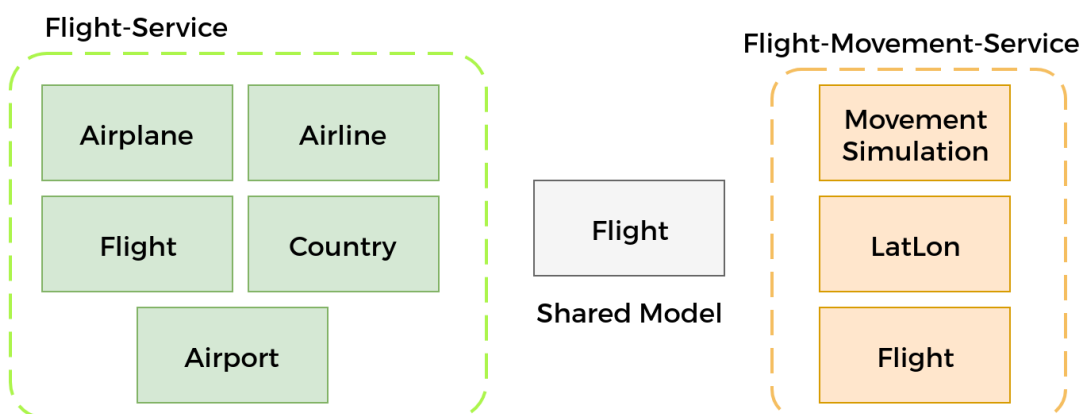 Flight-Service
Airplane
Airline
Flight
Country
Airport
Flight
Shared Model
Flight-Movement-Service
Movement
Simulation
LatLon
Flight